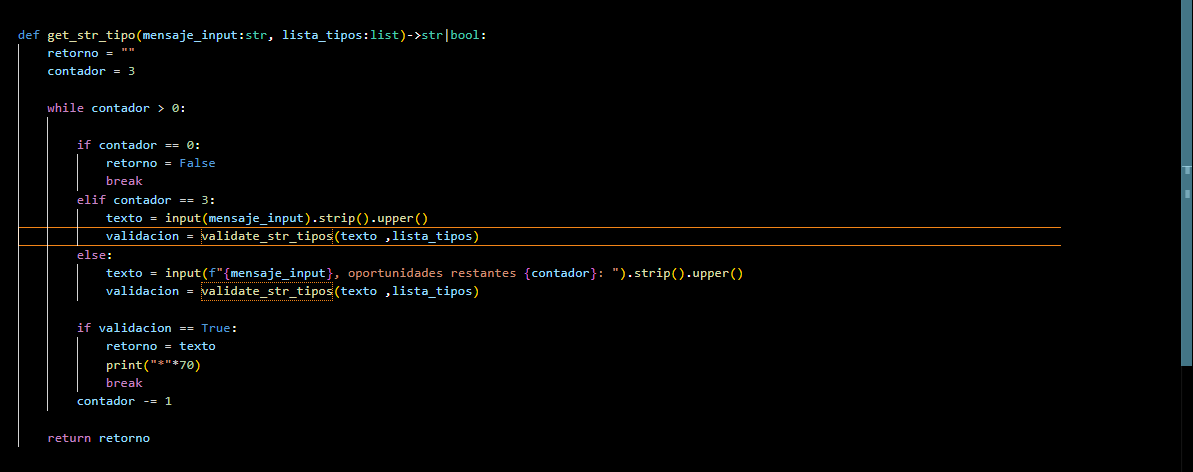 def get_str_tipo(mensaje_input:str, lista_tipos:list)->str|bool:
    retorno = ""
    contador = 3
    while contador > 0:
        if contador == 0:
            retorno = False
            break
        elif contador == 3:
            texto = input(mensaje_input).strip().upper()
            validacion = validate_str_tipos(texto ,lista_tipos)
        else:
            texto = input(f"{mensaje_input}, oportunidades restantes {contador}: ").strip().upper()
            validacion = validate_str_tipos(texto ,lista_tipos)
        if validacion == True:
            retorno = texto
            print("*"*70)
            break
        contador -= 1
    return retorno